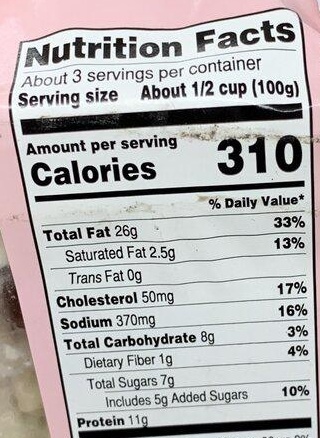 Nutrition Facts
About 3 servings per container
Serving size About 1/2 cup (100g)
Amount per serving
Calories 310
% Daily Value*
Total Fat 26g 33%
Saturated Fat 2.5g 13%
Trans Fat 0g
Cholesterol 50mg 17%
Sodium 370mg 16%
Total Carbohydrate 8g 3%
Dietary Fiber 1g 4%
Total Sugars 7g
Includes 5g Added Sugars 10%
Protein 11g